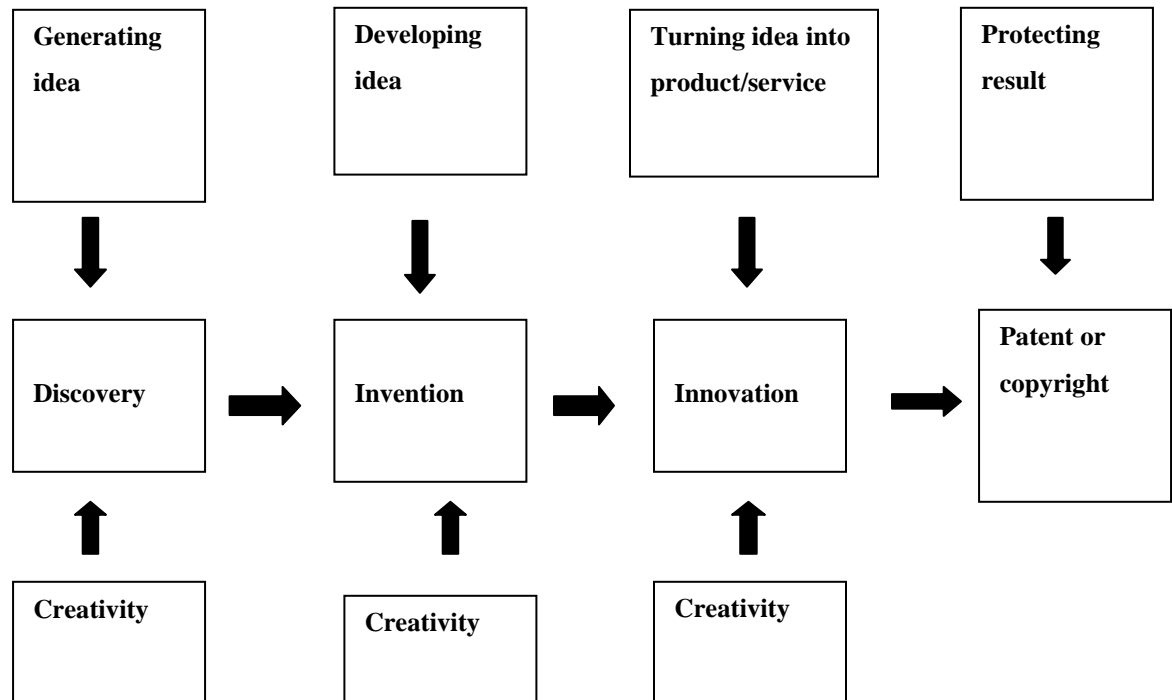 Generating
idea
Developing
idea
Turning idea into
product/service
Protecting
result
Discovery
Invention
Innovation
Patent or
copyright
Creativity
Creativity
Creativity